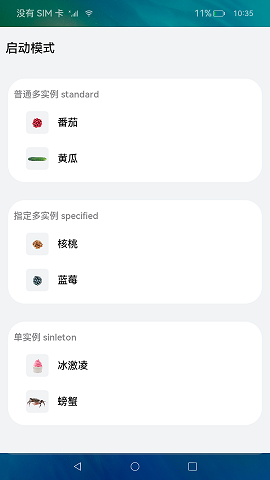 没有 SIM 卡 11% 10:35
启动模式
普通多实例 standard
番茄
黄瓜
指定多实例 specified
核桃
蓝莓
单实例 sinleton
冰激凌
螃蟹